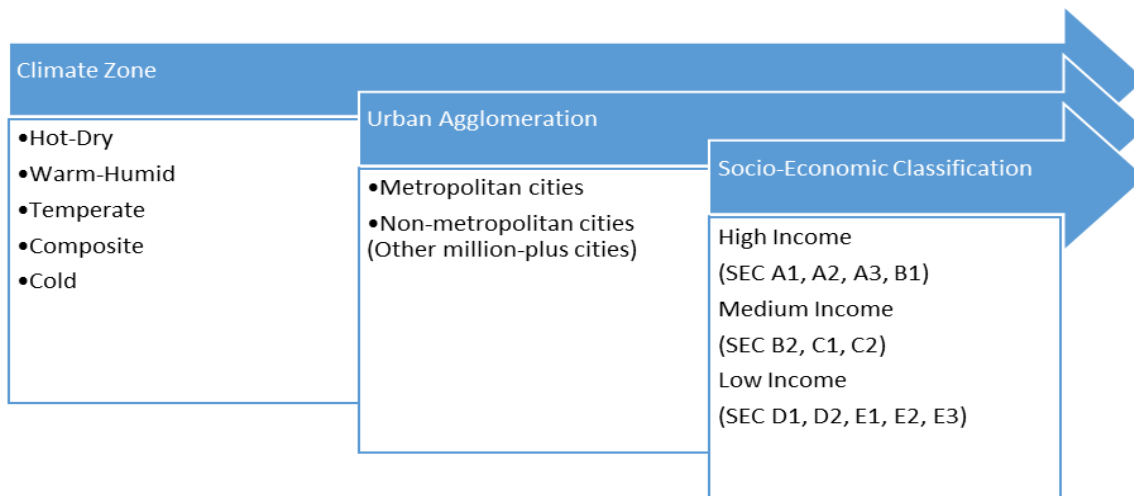 Climate Zone
•Hot-Dry
•Warm-Humid
•Temperate
•Composite
•Cold
Urban Agglomeration
•Metropolitan cities
•Non-metropolitan cities
(Other million-plus cities)
Socio-Economic Classification
High Income
(SEC A1, A2, A3, B1)
Medium Income
(SEC B2, C1, C2)
Low Income
(SEC D1, D2, E1, E2, E3)